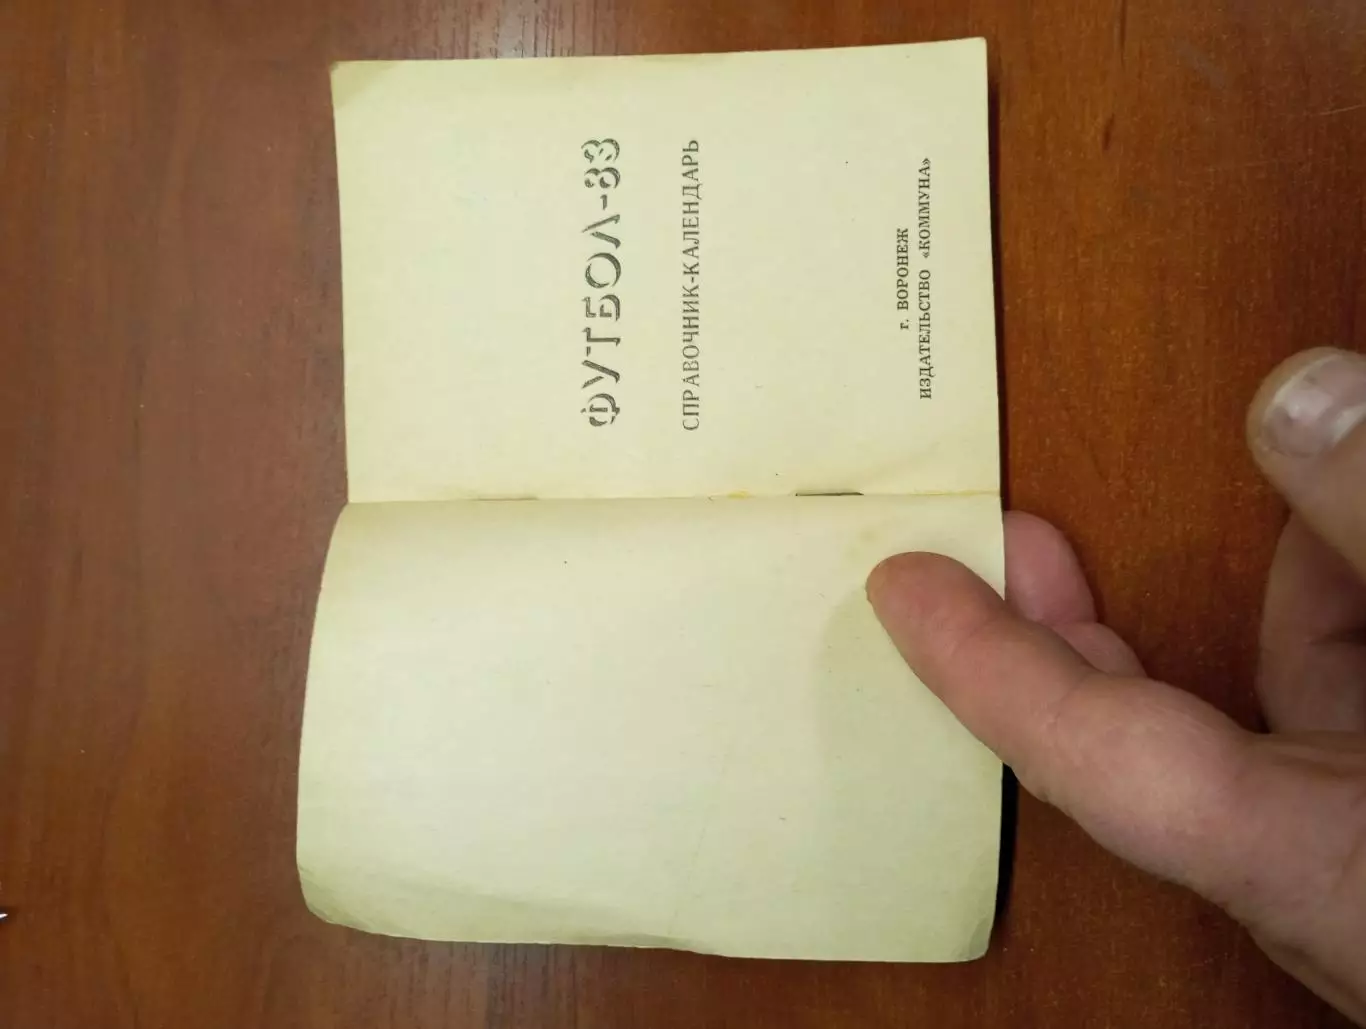 ФУТБОЛ-83
СПРАВОЧНИК-КАЛЕНДАРЬ
г. ВОРОНЕЖ
ИЗДАТЕЛЬСТВО «КОММУНА»